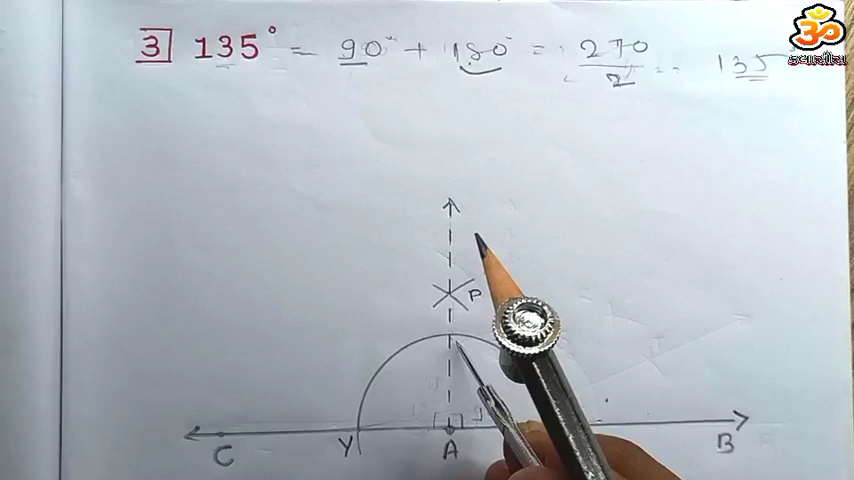 3 135° = 90° + 180° = 270/2 = 135°
P
C Y A B